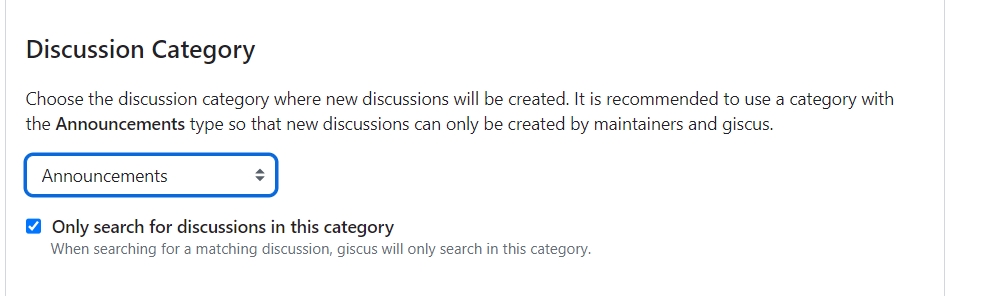 Discussion Category
Choose the discussion category where new discussions will be created. It is recommended to use a category with
the Announcements type so that new discussions can only be created by maintainers and giscus.
Announcements
Only search for discussions in this category
When searching for a matching discussion, giscus will only search in this category.